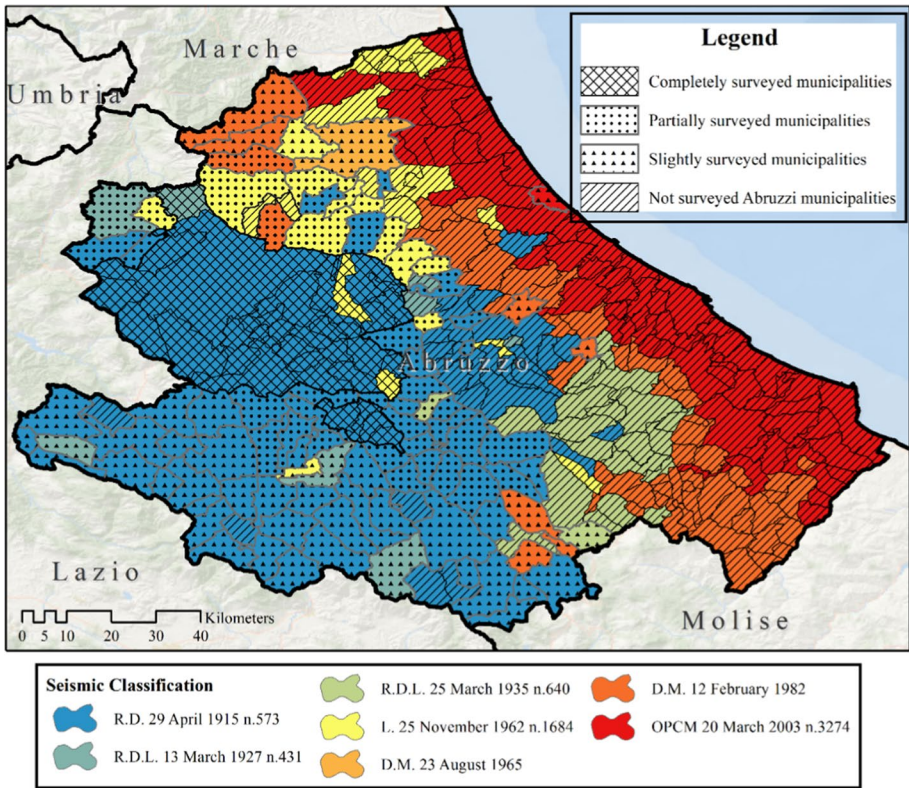 Marche
Umbria
Abruzzo
Lazio
Molise
Legend
Completely surveyed municipalities
Partially surveyed municipalities
Slightly surveyed municipalities
Not surveyed Abruzzi municipalities
Kilometers
0 5 10 20 30 40
Seismic Classification
R.D. 29 April 1915 n.573
R.D.L. 13 March 1927 n.431
R.D.L. 25 March 1935 n.640
L. 25 November 1962 n.1684
D.M. 23 August 1965
D.M. 12 February 1982
OPCM 20 March 2003 n.3274